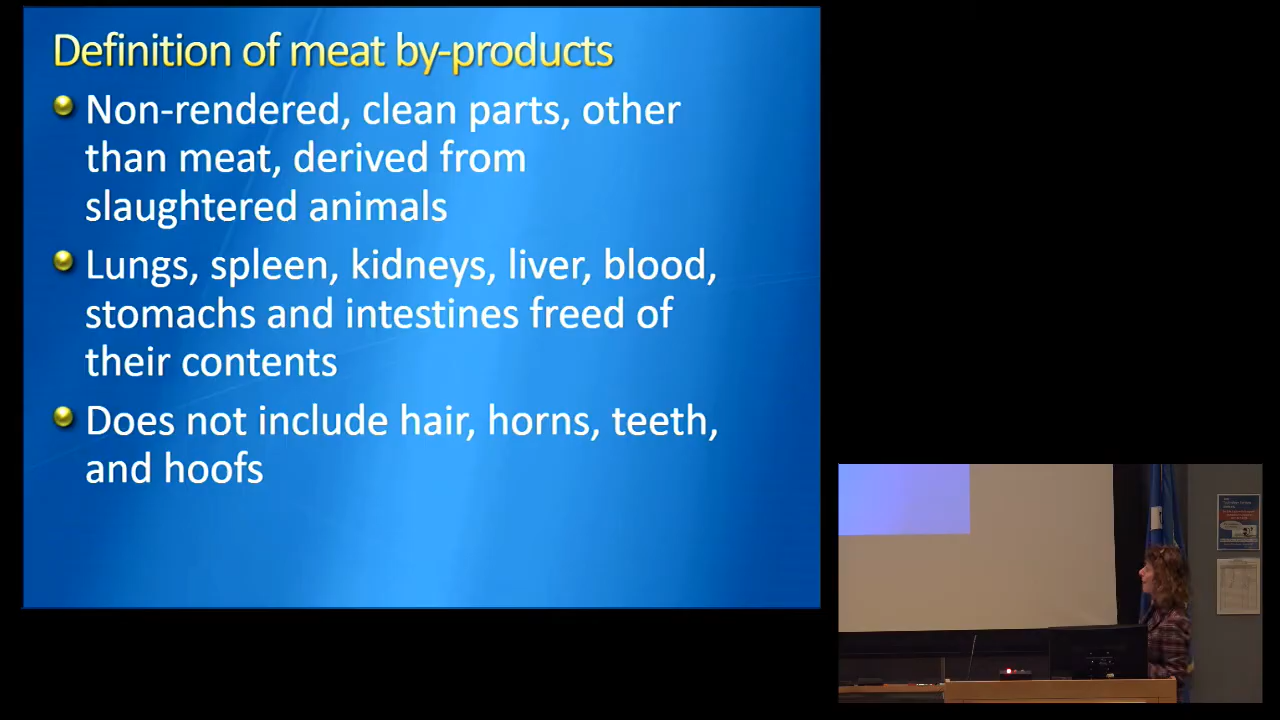 Definition of meat by-products
Non-rendered, clean parts, other
than meat, derived from
slaughtered animals
Lungs, spleen, kidneys, liver, blood,
stomachs and intestines freed of
their contents
Does not include hair, horns, teeth,
and hoofs